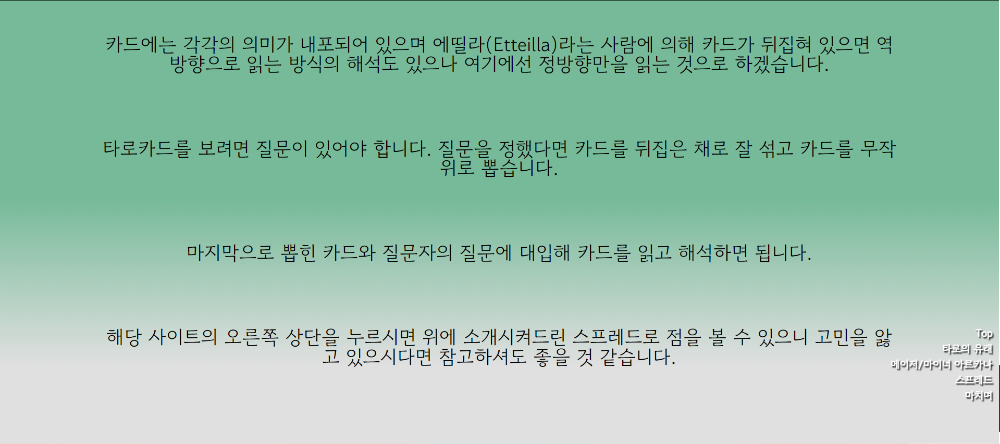 카드에는 각각의 의미가 내포되어 있으며 에띨라(Etteilla)라는 사람에 의해 카드가 뒤집혀 있으면 역
방향으로 읽는 방식의 해석도 있으나 여기에선 정방향만을 읽는 것으로 하겠습니다.
타로카드를 보려면 질문이 있어야 합니다. 질문을 정했다면 카드를 뒤집은 채로 잘 섞고 카드를 무작
위로 뽑습니다.
마지막으로 뽑힌 카드와 질문자의 질문에 대입해 카드를 읽고 해석하면 됩니다.
해당 사이트의 오른쪽 상단을 누르시면 위에 소개시켜드린 스프레드로 점을 볼 수 있으니 고민을 앓
고 있으시다면 참고하셔도 좋을 것 같습니다.
Top
타로의 유래
메이저/마이너 아르카나
스프레드
마치며